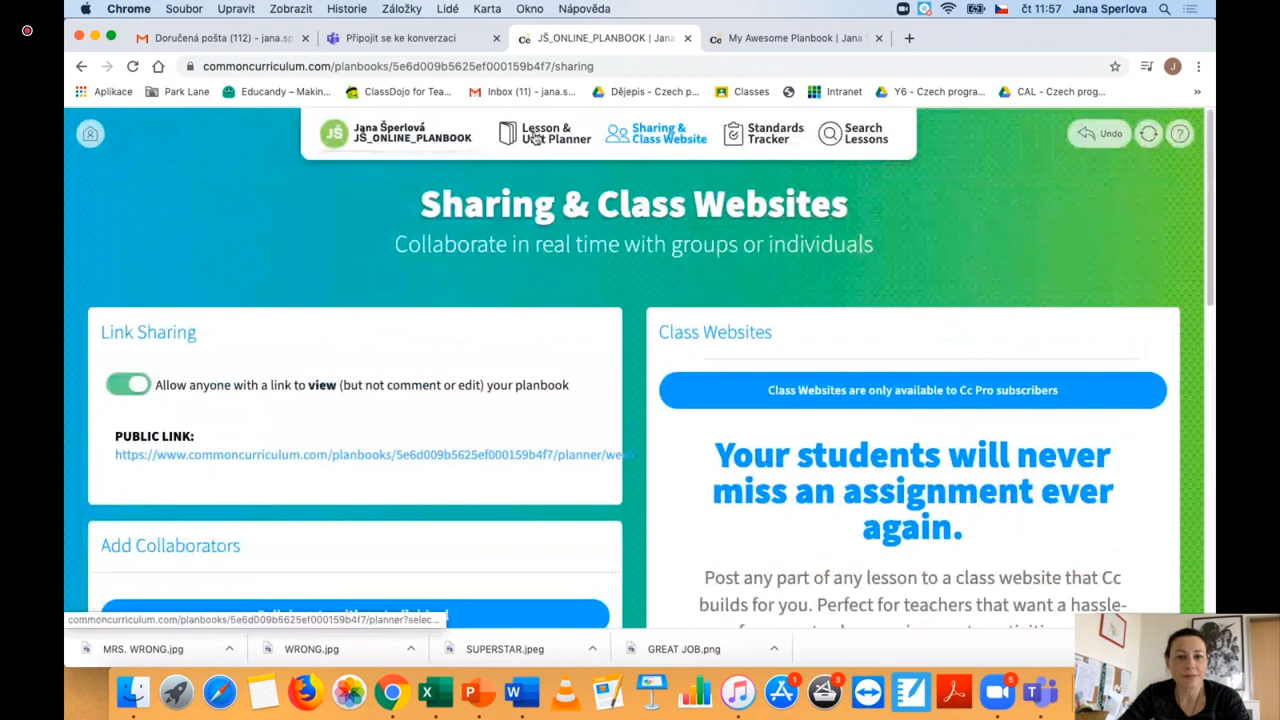 Chrome Soubor Upravit Zobrazit Historie Záložky Lidé Karta Okno Nápověda čt 11:57 Jana Sperlova
Doručená pošta (112) - jana.sp
Připojit se ke konverzaci
JŠ_ONLINE_PLANBOOK | Jana
My Awesome Planbook | Jana
commoncurriculum.com/planbooks/5e6d009b5625ef000159b4f7/sharing
Aplikace Park Lane Educandy – Makin... ClassDojo for Tea... Inbox (11) - jana.s... Dějepis - Czech p... Classes Intranet Y6 - Czech progra... CAL - Czech prog...
JŠ
Jana Šperlová
JŠ_ONLINE_PLANBOOK
Lesson &
Unit Planner
Sharing &
Class Website
Standards
Tracker
Search
Lessons
Undo
Sharing & Class Websites
Collaborate in real time with groups or individuals
Link Sharing
Allow anyone with a link to view (but not comment or edit) your planbook
PUBLIC LINK:
https://www.commoncurriculum.com/planbooks/5e6d009b5625ef000159b4f7/planner/we
Add Collaborators
Class Websites
Class Websites are only available to Cc Pro subscribers
Your students will never
miss an assignment ever
again.
Post any part of any lesson to a class website that Cc
builds for you. Perfect for teachers that want a hassle-
commoncurriculum.com/planbooks/5e6d009b5625ef000159b4f7/planner?selec...
MRS. WRONG.jpg
WRONG.jpg
SUPERSTAR.jpeg
GREAT JOB.png